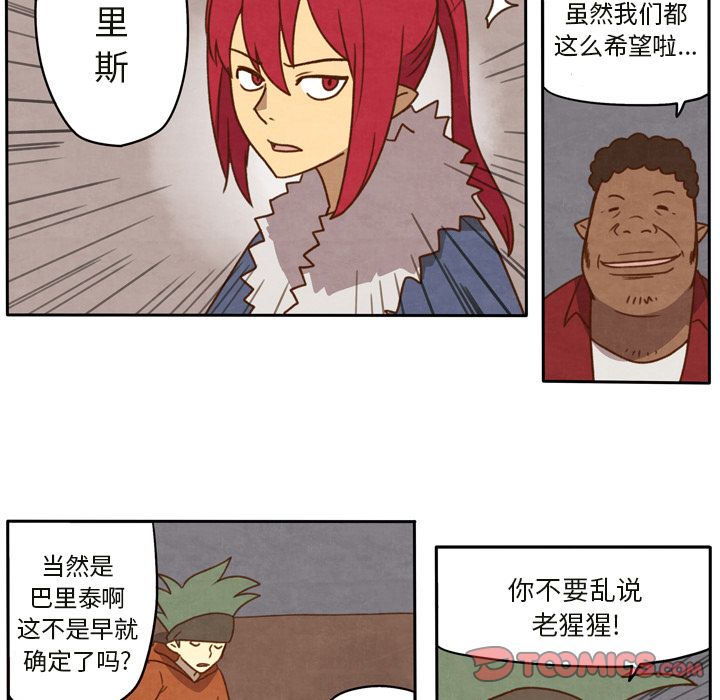 里
斯
虽然我们都
这么希望啦...
当然是
巴里泰啊
这不是早就
确定了吗?
你不要乱说
老猩猩!
DTOOMICS.COM